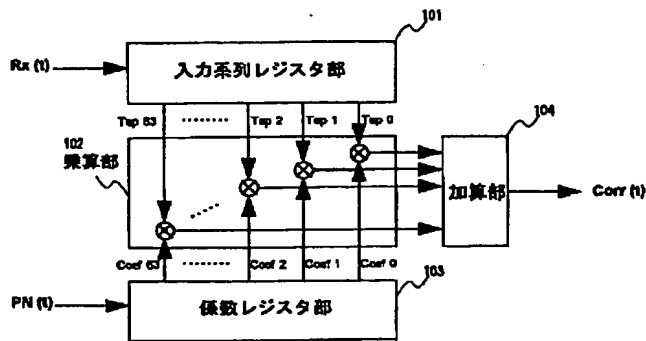 101
Rx (t)
入力系列レジスタ部
Tap 63 ········ Tap 2 Tap 1 Tap 0
102
乗算部
104
加算部
Corr (t)
Coef 63 ········ Coef 2 Coef 1 Coef 0
103
PN (t)
係数レジスタ部